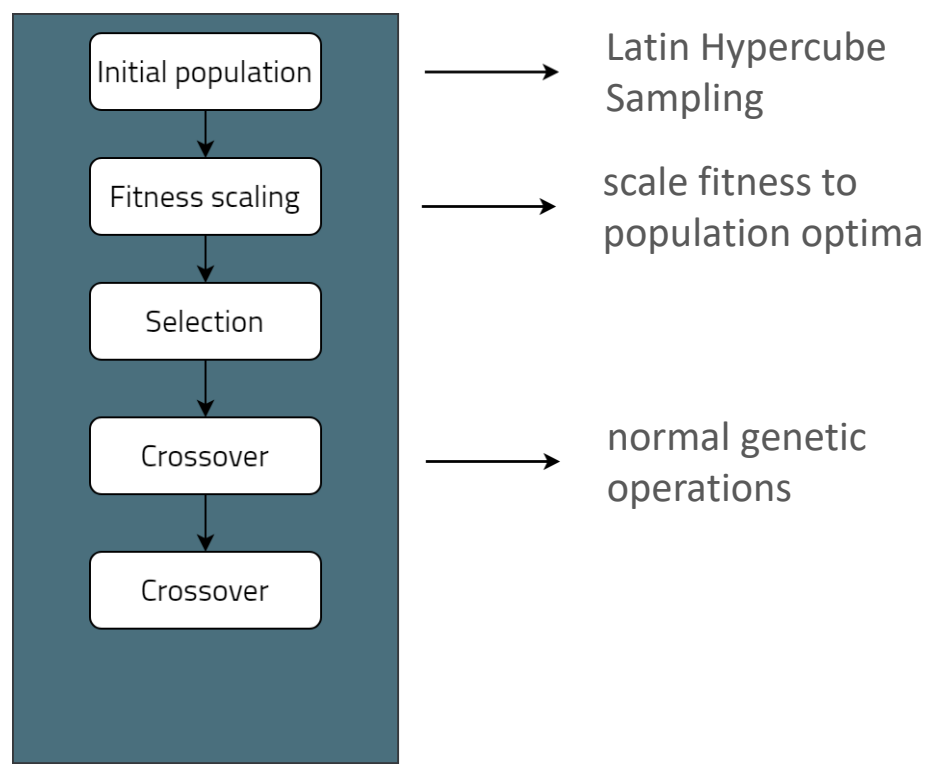 Initial population
Latin Hypercube
Sampling
Fitness scaling
scale fitness to
population optima
Selection
Crossover
normal genetic
operations
Crossover